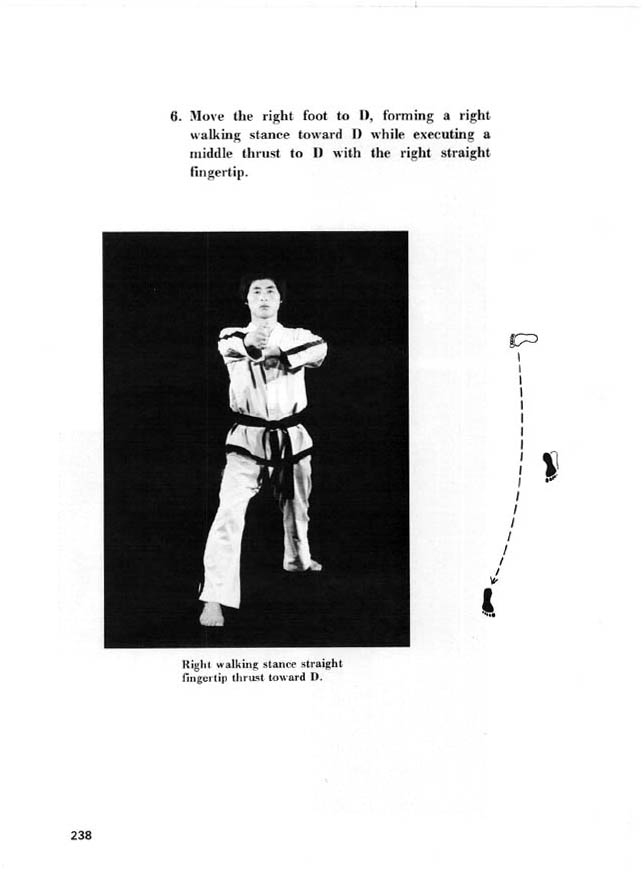 6. Move the right foot to D, forming a right
walking stance toward D while executing a
middle thrust to D with the right straight
fingertip.
Right walking stance straight
fingertip thrust toward D.
238